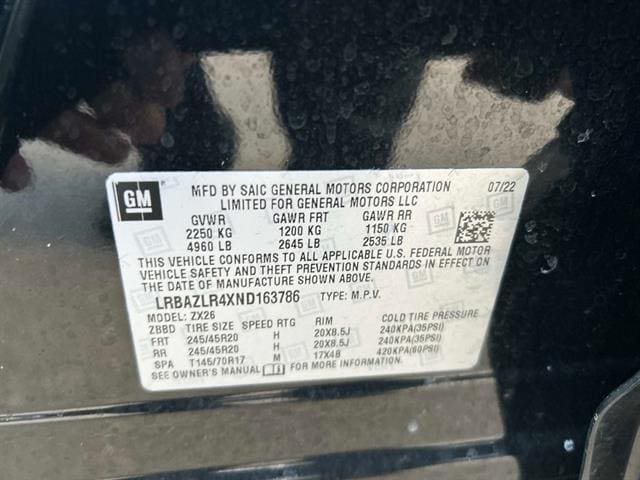 GM
MFD BY SAIC GENERAL MOTORS CORPORATION 07/22
LIMITED FOR GENERAL MOTORS LLC
GVWR GAWR FRT GAWR RR
2250 KG 1200 KG 1150 KG
4960 LB 2645 LB 2535 LB
THIS VEHICLE CONFORMS TO ALL APPLICABLE U.S. FEDERAL MOTOR
VEHICLE SAFETY AND THEFT PREVENTION STANDARDS IN EFFECT
ON THE DATE OF MANUFACTURE SHOWN ABOVE.
LRBAZLR4XND163786 TYPE: M.P.V.
MODEL: ZX26
ZBBD TIRE SIZE SPEED RTG RIM COLD TIRE PRESSURE
FRT 245/45R20 H 20X8.5J 240KPA(35PSI)
RR 245/45R20 H 20X8.5J 240KPA(35PSI)
SPA T145/70R17 M 17X4B 420KPA(60PSI)
SEE OWNER'S MANUAL FOR MORE INFORMATION.